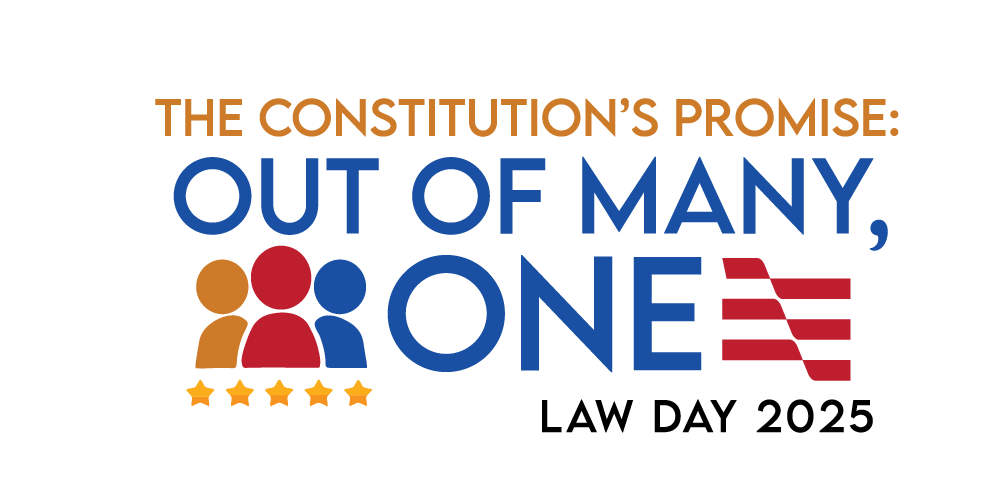 THE CONSTITUTION’S PROMISE:
OUT OF MANY,
ONE
LAW DAY 2025